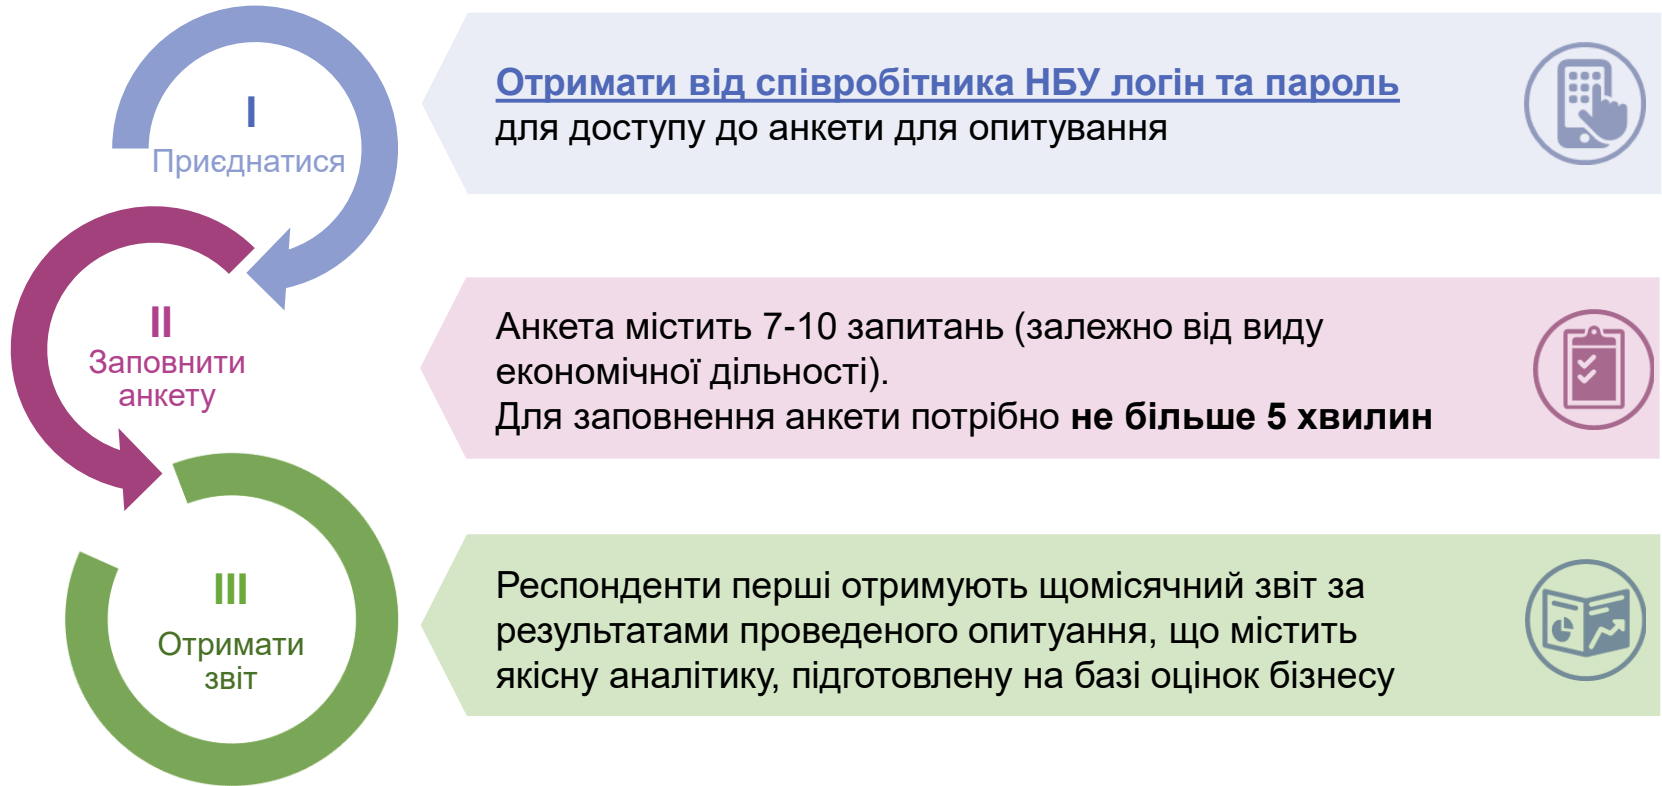 I
Приєднатися
Отримати від співробітника НБУ логін та пароль
для доступу до анкети для опитування
II
Заповнити
анкету
Анкета містить 7-10 запитань (залежно від виду
економічної дільності).
Для заповнення анкети потрібно не більше 5 хвилин
III
Отримати
звіт
Респонденти перші отримують щомісячний звіт за
результатами проведеного опитуання, що містить
якісну аналітику, підготовлену на базі оцінок бізнесу